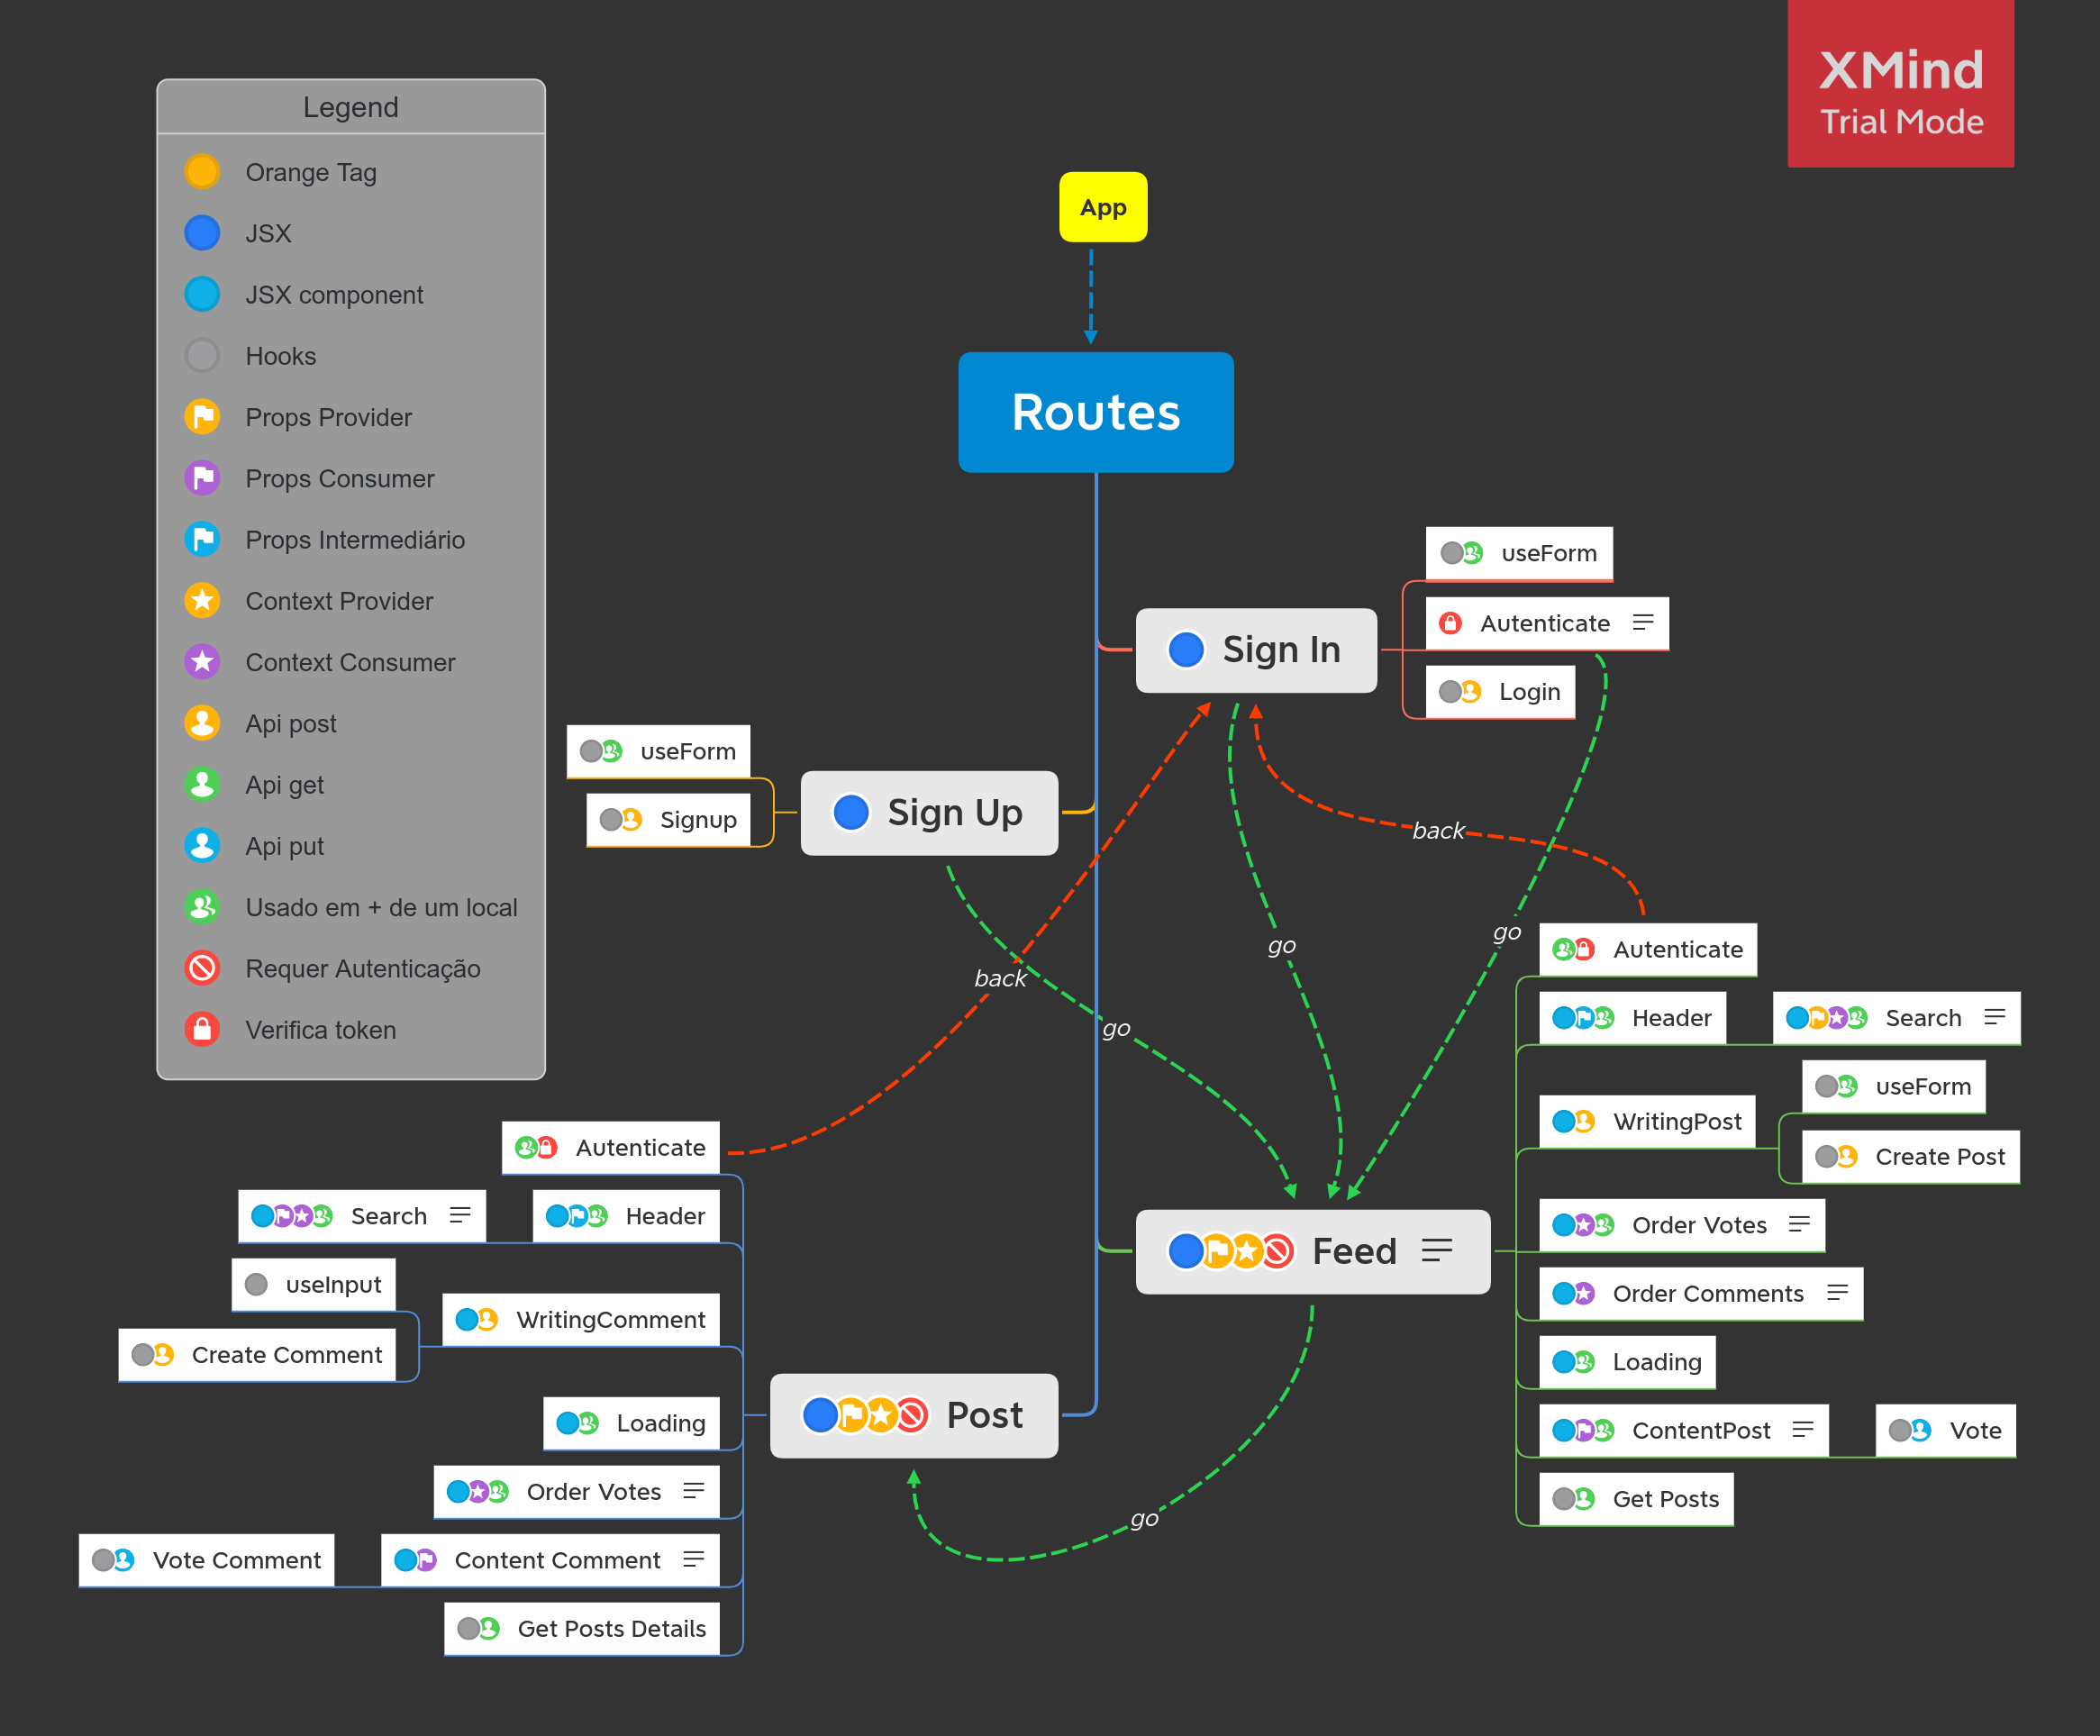 XMind
Trial Mode
Legend
Orange Tag
JSX
JSX component
Hooks
Props Provider
Props Consumer
Props Intermediário
Context Provider
Context Consumer
Api post
Api get
Api put
Usado em + de um local
Requer Autenticação
Verifica token
App
Routes
Sign In
useForm
Autenticate
Login
Sign Up
useForm
Signup
back
go
go
back
go
Feed
Autenticate
Header
Search
WritingPost
useForm
Create Post
Order Votes
Order Comments
Loading
ContentPost
Vote
Get Posts
go
Post
Autenticate
Search
Header
useInput
WritingComment
Create Comment
Loading
Order Votes
Vote Comment
Content Comment
Get Posts Details